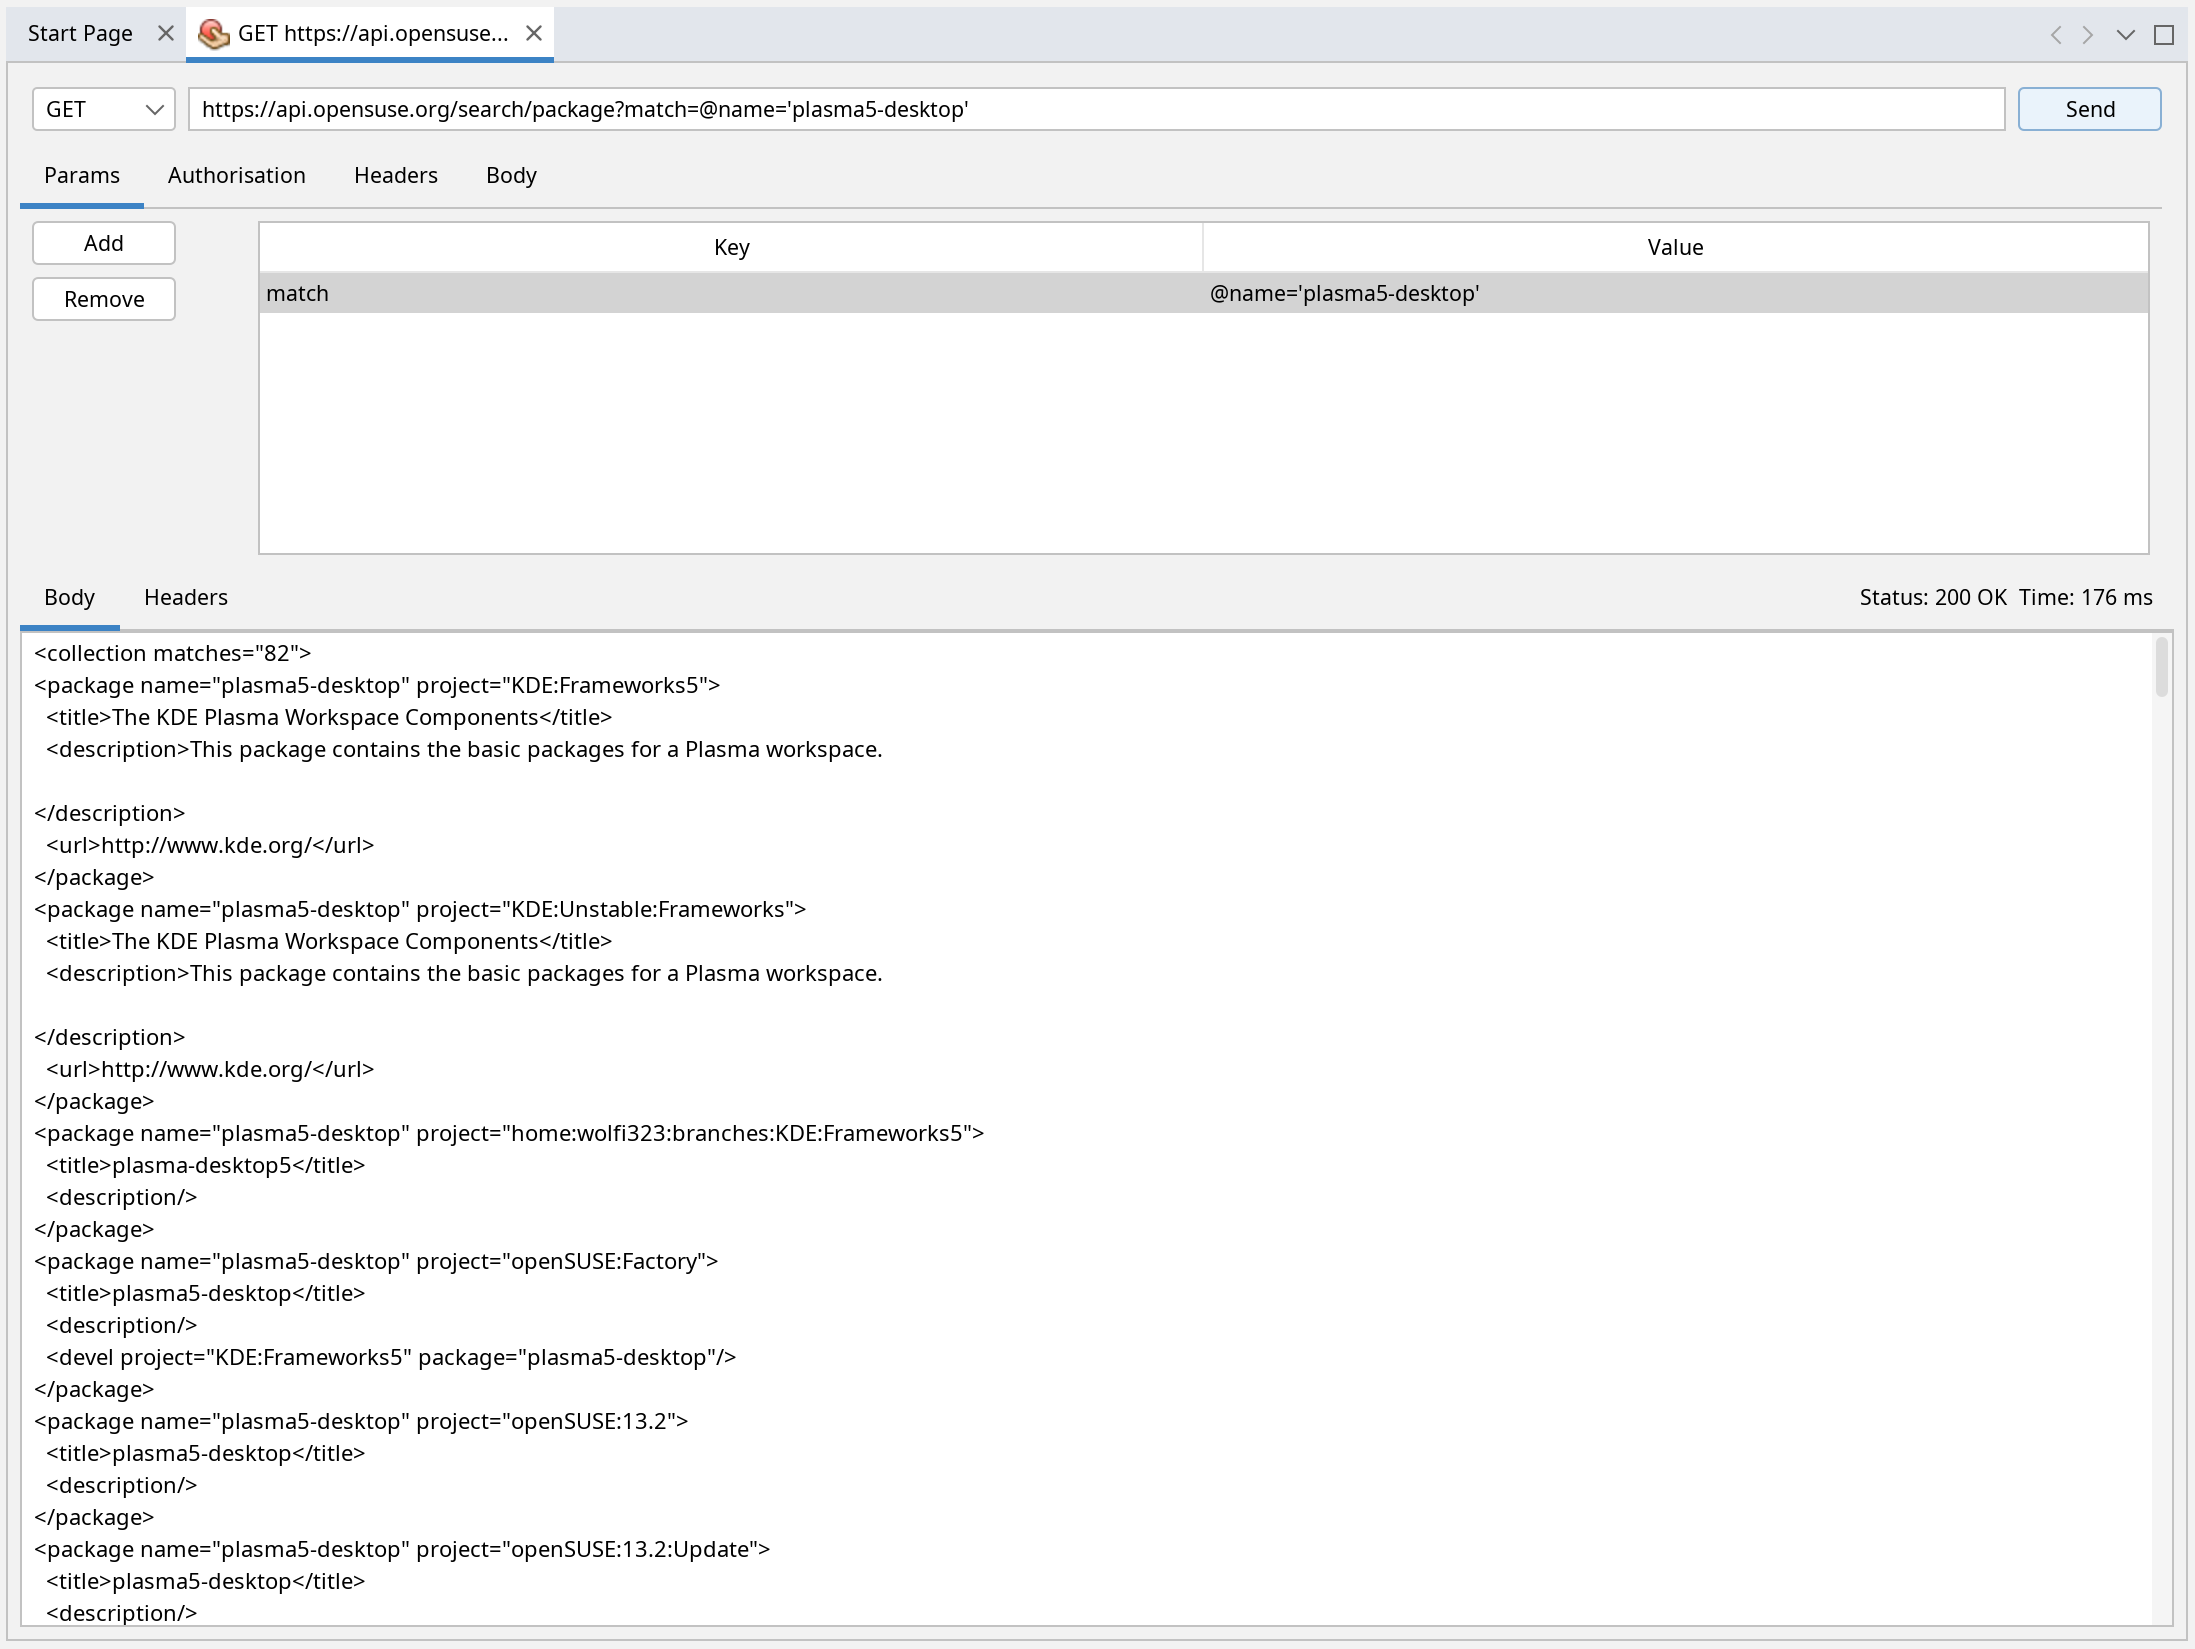 Start Page
GET https://api.opensuse...
GET
https://api.opensuse.org/search/package?match=@name='plasma5-desktop'
Send
Params Authorisation Headers Body
Add
Remove
Key Value
match @name='plasma5-desktop'
Body Headers
Status: 200 OK Time: 176 ms
<collection matches="82">
<package name="plasma5-desktop" project="KDE:Frameworks5">
  <title>The KDE Plasma Workspace Components</title>
  <description>This package contains the basic packages for a Plasma workspace.

</description>
  <url>http://www.kde.org/</url>
</package>
<package name="plasma5-desktop" project="KDE:Unstable:Frameworks">
  <title>The KDE Plasma Workspace Components</title>
  <description>This package contains the basic packages for a Plasma workspace.

</description>
  <url>http://www.kde.org/</url>
</package>
<package name="plasma5-desktop" project="home:wolfi323:branches:KDE:Frameworks5">
  <title>plasma-desktop5</title>
  <description/>
</package>
<package name="plasma5-desktop" project="openSUSE:Factory">
  <title>plasma5-desktop</title>
  <description/>
  <devel project="KDE:Frameworks5" package="plasma5-desktop"/>
</package>
<package name="plasma5-desktop" project="openSUSE:13.2">
  <title>plasma5-desktop</title>
  <description/>
</package>
<package name="plasma5-desktop" project="openSUSE:13.2:Update">
  <title>plasma5-desktop</title>
  <description/>